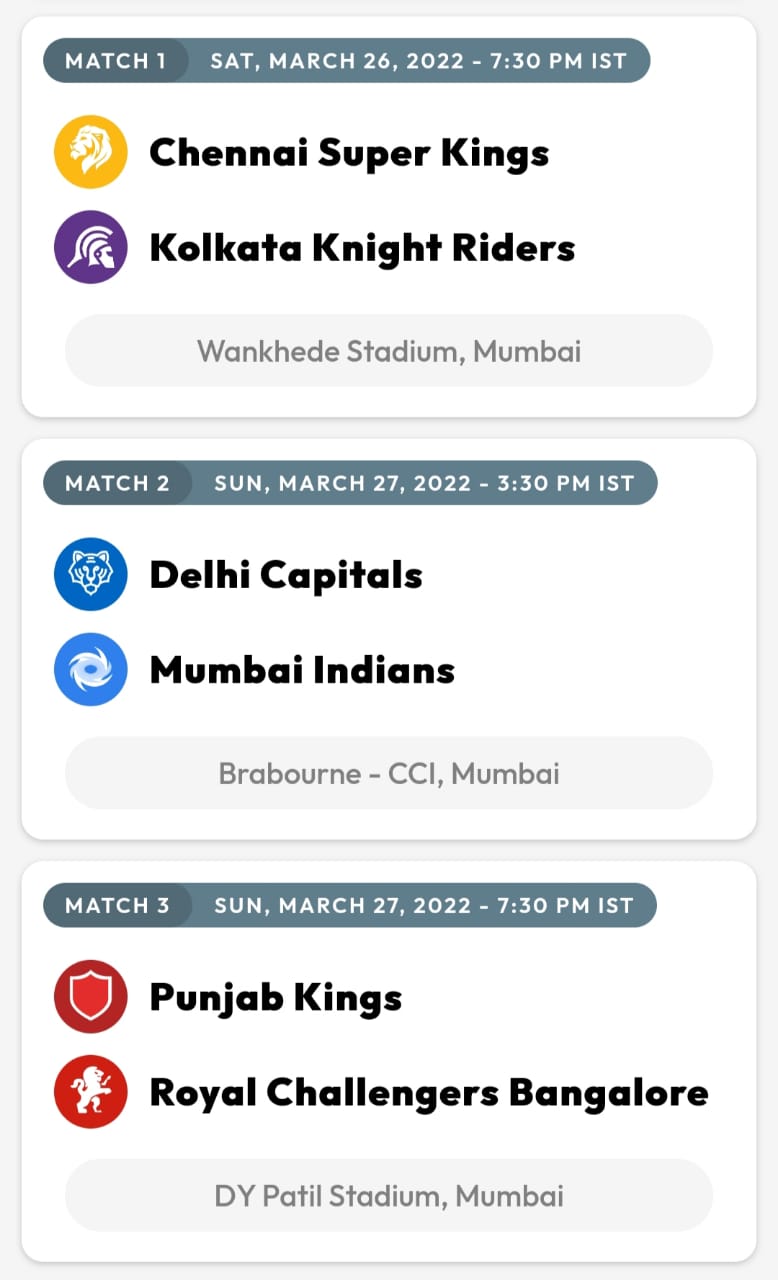 MATCH 1 SAT, MARCH 26, 2022 - 7:30 PM IST
Chennai Super Kings
Kolkata Knight Riders
Wankhede Stadium, Mumbai
MATCH 2 SUN, MARCH 27, 2022 - 3:30 PM IST
Delhi Capitals
Mumbai Indians
Brabourne - CCI, Mumbai
MATCH 3 SUN, MARCH 27, 2022 - 7:30 PM IST
Punjab Kings
Royal Challengers Bangalore
DY Patil Stadium, Mumbai